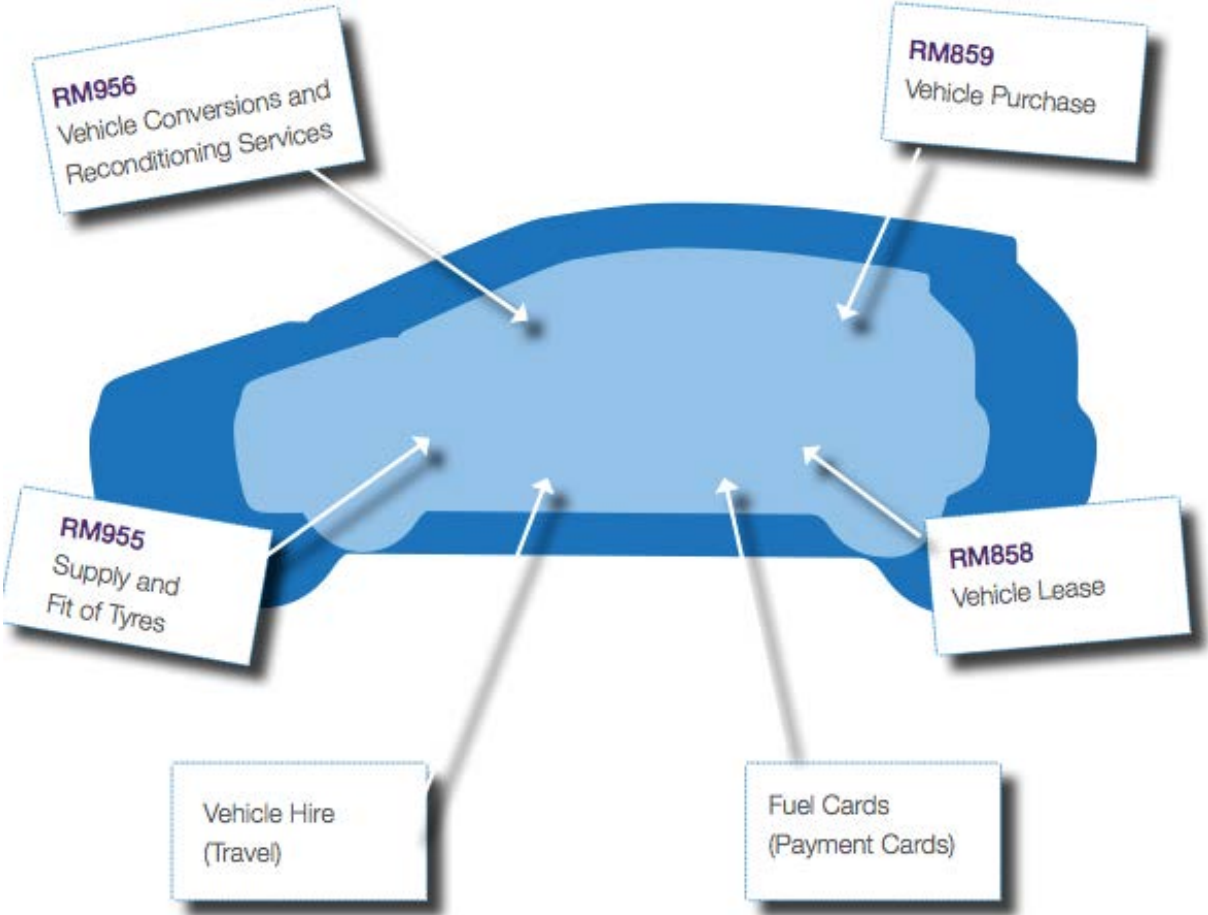 RM956
Vehicle Conversions and
Reconditioning Services
RM859
Vehicle Purchase
RM955
Supply and
Fit of Tyres
RM858
Vehicle Lease
Vehicle Hire
(Travel)
Fuel Cards
(Payment Cards)